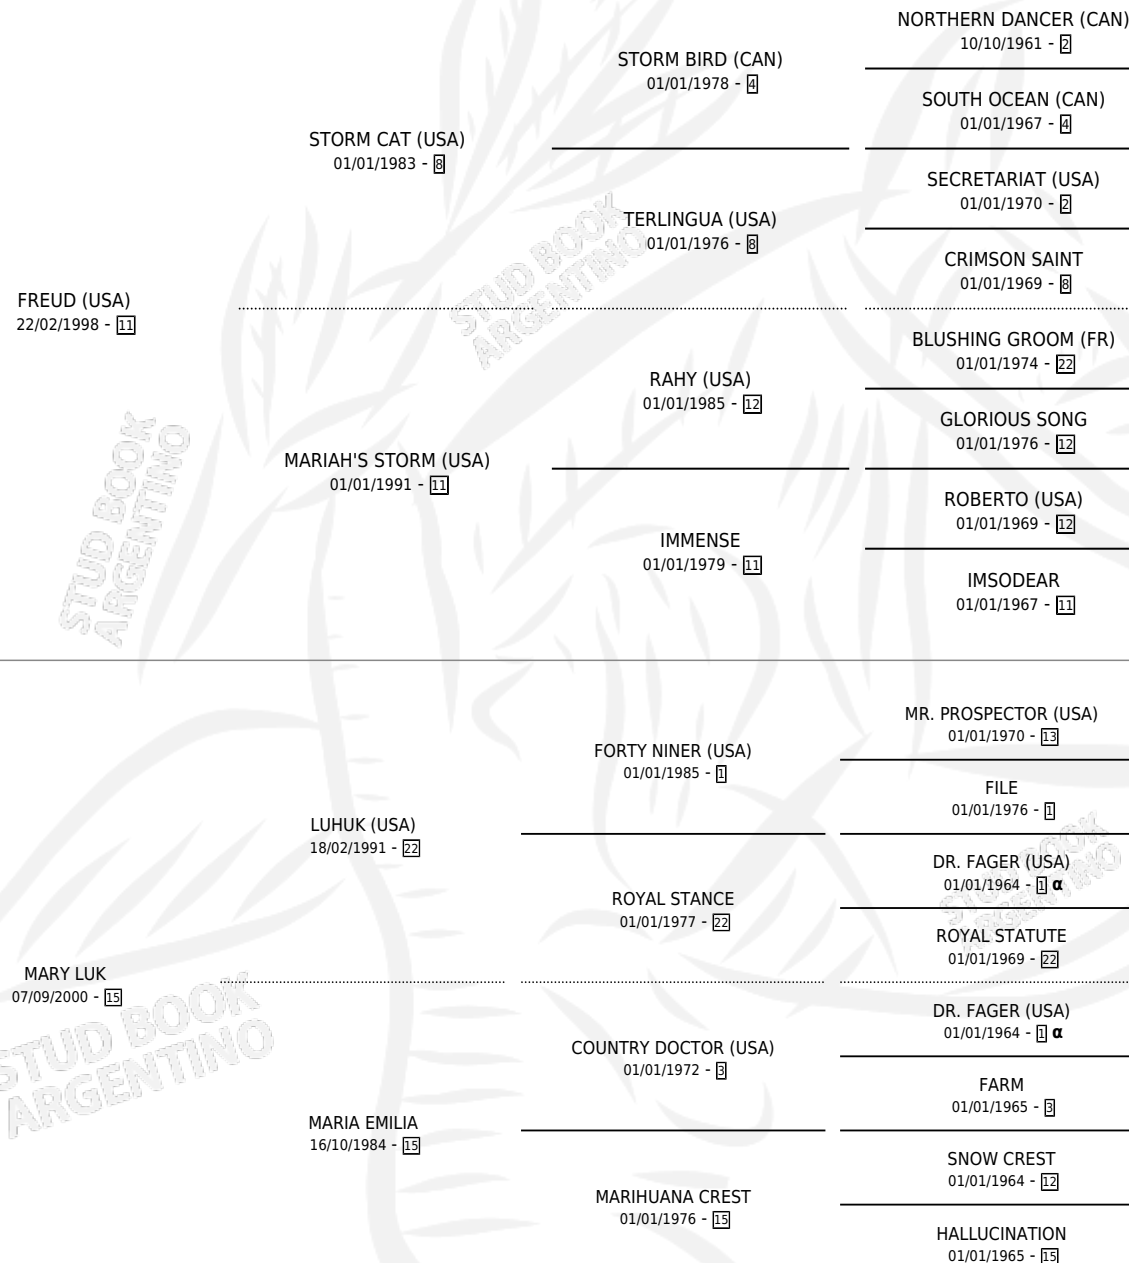 NORTHERN DANCER (CAN)
10/10/1961 - 2
STORM BIRD (CAN)
01/01/1978 - 4
SOUTH OCEAN (CAN)
01/01/1967 - 4
STORM CAT (USA)
01/01/1983 - 8
SECRETARIAT (USA)
01/01/1970 - 2
TERLINGUA (USA)
01/01/1976 - 8
CRIMSON SAINT
01/01/1969 - 8
FREUD (USA)
22/02/1998 - 11
BLUSHING GROOM (FR)
01/01/1974 - 22
RAHY (USA)
01/01/1985 - 12
GLORIOUS SONG
01/01/1976 - 12
MARIAH'S STORM (USA)
01/01/1991 - 11
ROBERTO (USA)
01/01/1969 - 12
IMMENSE
01/01/1979 - 11
IMSODEAR
01/01/1967 - 11
MR. PROSPECTOR (USA)
01/01/1970 - 13
FORTY NINER (USA)
01/01/1985 - 1
FILE
01/01/1976 - 1
LUHUK (USA)
18/02/1991 - 22
DR. FAGER (USA)
01/01/1964 - 1 α
ROYAL STANCE
01/01/1977 - 22
ROYAL STATUTE
01/01/1969 - 22
MARY LUK
07/09/2000 - 15
DR. FAGER (USA)
01/01/1964 - 1 α
COUNTRY DOCTOR (USA)
01/01/1972 - 3
FARM
01/01/1965 - 3
MARIA EMILIA
16/10/1984 - 15
SNOW CREST
01/01/1964 - 12
MARIHUANA CREST
01/01/1976 - 15
HALLUCINATION
01/01/1965 - 15
STUD BOOK
ARGENTINO
STUD BOOK
ARGENTINO
STUD BOOK
ARGENTINO
STUD BOOK
ARGENTINO